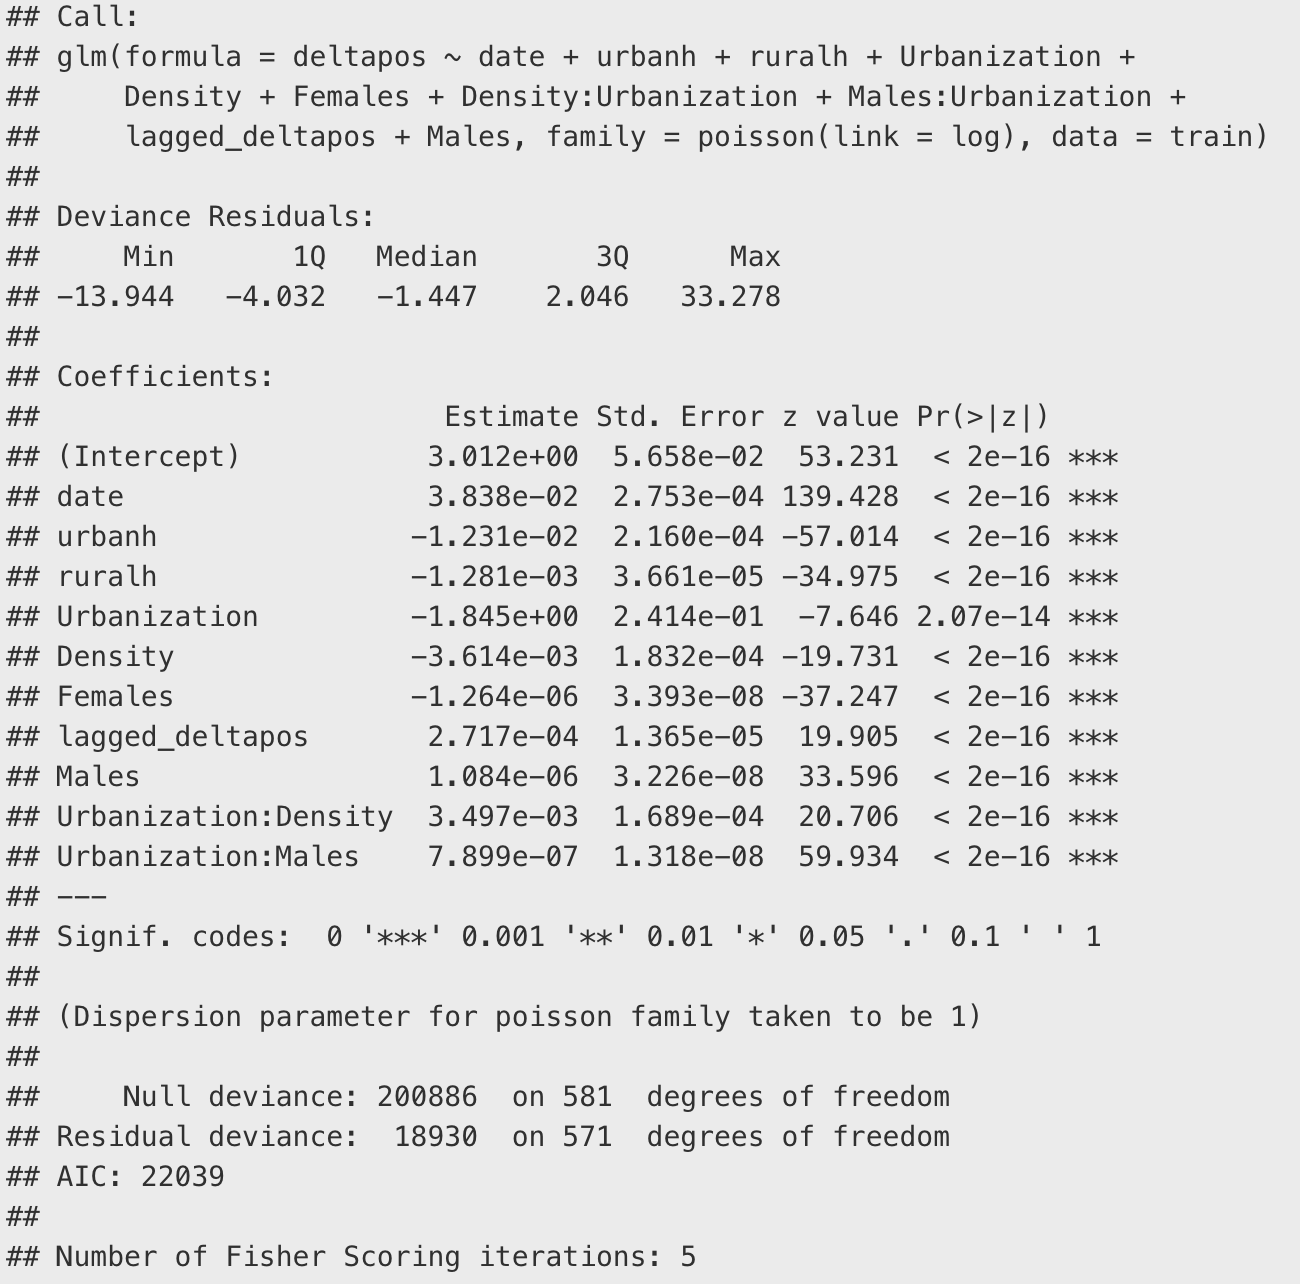 ## Call:
## glm(formula = deltapos ~ date + urbanh + ruralh + Urbanization +
##     Density + Females + Density:Urbanization + Males:Urbanization +
##     lagged_deltapos + Males, family = poisson(link = log), data = train)
##
## Deviance Residuals:
##     Min       1Q   Median       3Q      Max
## −13.944   −4.032   −1.447    2.046   33.278
##
## Coefficients:
##                        Estimate Std. Error z value Pr(>|z|)
## (Intercept)           3.012e+00  5.658e−02  53.231  < 2e−16 ***
## date                  3.838e−02  2.753e−04 139.428  < 2e−16 ***
## urbanh               −1.231e−02  2.160e−04 −57.014  < 2e−16 ***
## ruralh               −1.281e−03  3.661e−05 −34.975  < 2e−16 ***
## Urbanization         −1.845e+00  2.414e−01  −7.646 2.07e−14 ***
## Density              −3.614e−03  1.832e−04 −19.731  < 2e−16 ***
## Females              −1.264e−06  3.393e−08 −37.247  < 2e−16 ***
## lagged_deltapos       2.717e−04  1.365e−05  19.905  < 2e−16 ***
## Males                 1.084e−06  3.226e−08  33.596  < 2e−16 ***
## Urbanization:Density  3.497e−03  1.689e−04  20.706  < 2e−16 ***
## Urbanization:Males    7.899e−07  1.318e−08  59.934  < 2e−16 ***
## −−−
## Signif. codes:  0 '***' 0.001 '**' 0.01 '*' 0.05 '.' 0.1 ' ' 1
##
## (Dispersion parameter for poisson family taken to be 1)
##
##     Null deviance: 200886  on 581  degrees of freedom
## Residual deviance:  18930  on 571  degrees of freedom
## AIC: 22039
##
## Number of Fisher Scoring iterations: 5